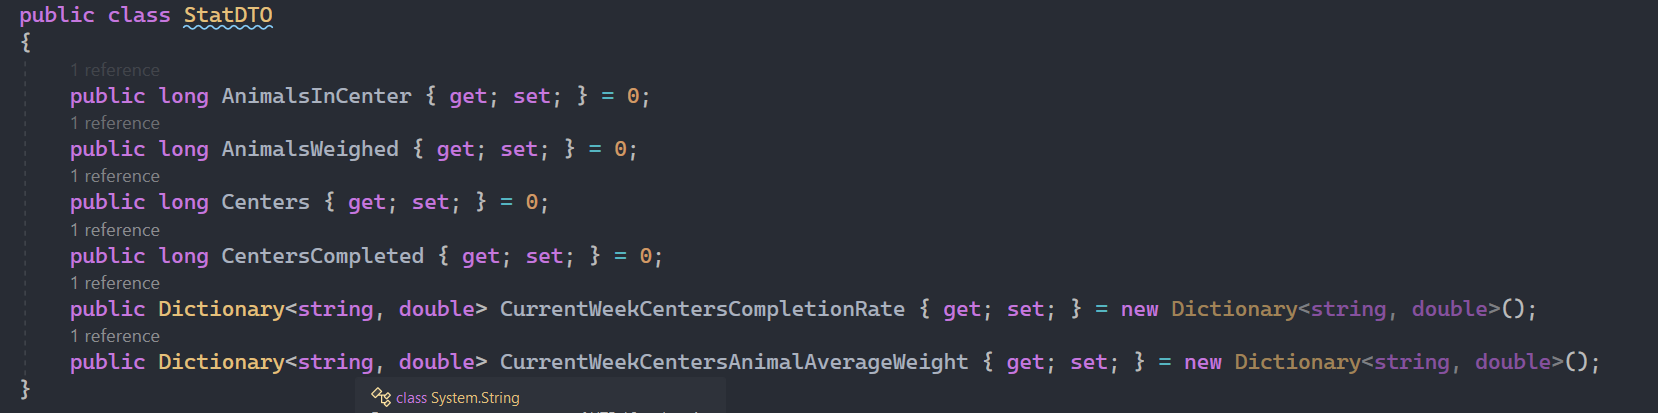 public class StatDTO
{
1 reference
public long AnimalsInCenter { get; set; } = 0;
1 reference
public long AnimalsWeighed { get; set; } = 0;
1 reference
public long Centers { get; set; } = 0;
1 reference
public long CentersCompleted { get; set; } = 0;
1 reference
public Dictionary<string, double> CurrentWeekCentersCompletionRate { get; set; } = new Dictionary<string, double>();
1 reference
public Dictionary<string, double> CurrentWeekCentersAnimalAverageWeight { get; set; } = new Dictionary<string, double>();
}
class System.String